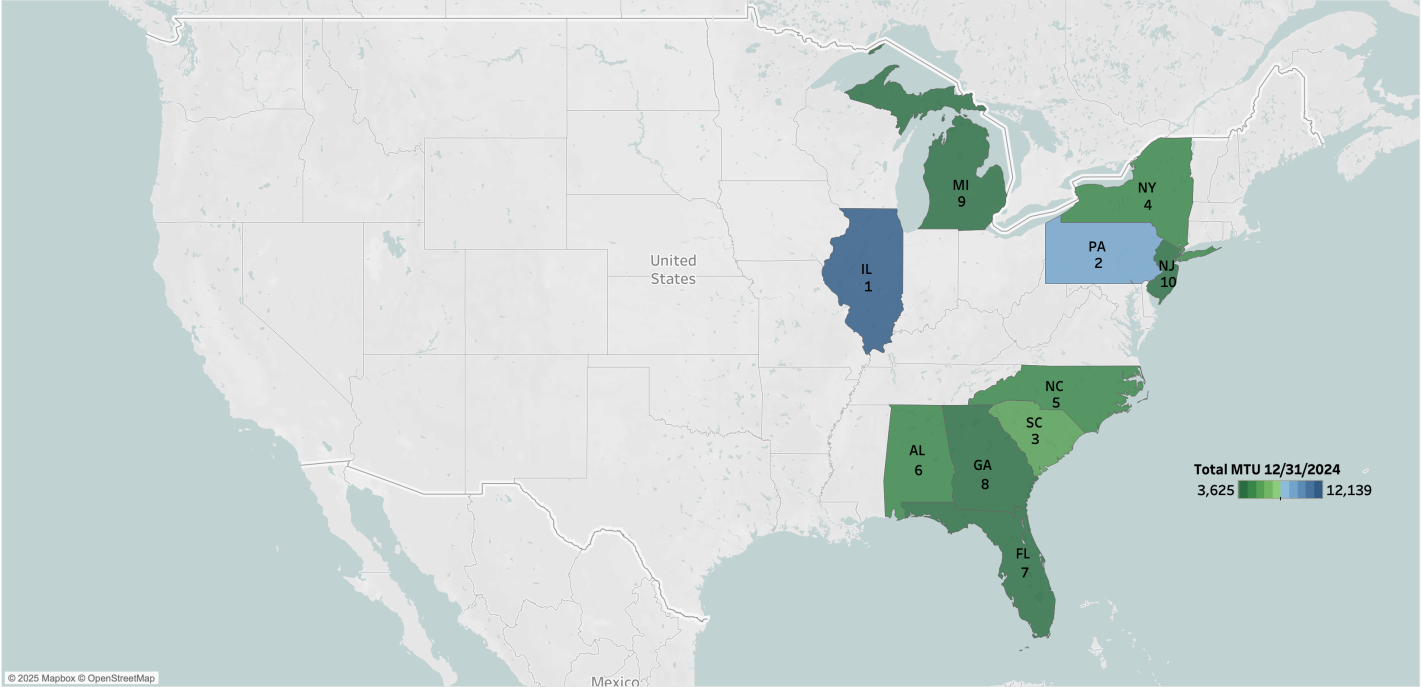 MI
9
NY
4
PA
2
NJ
10
IL
1
United
States
NC
5
SC
3
AL
6
GA
8
Total MTU 12/31/2024
3,625 12,139
FL
7
© 2025 Mapbox © OpenStreetMap
Mexico